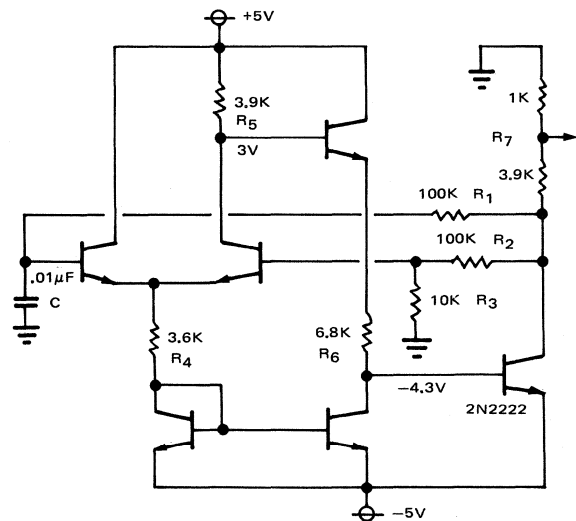 +5V
3.9K
R5
3V
1K
R7
3.9K
100K R1
100K R2
10K R3
.01μF
C
3.6K
R4
6.8K
R6
−4.3V
2N2222
−5V